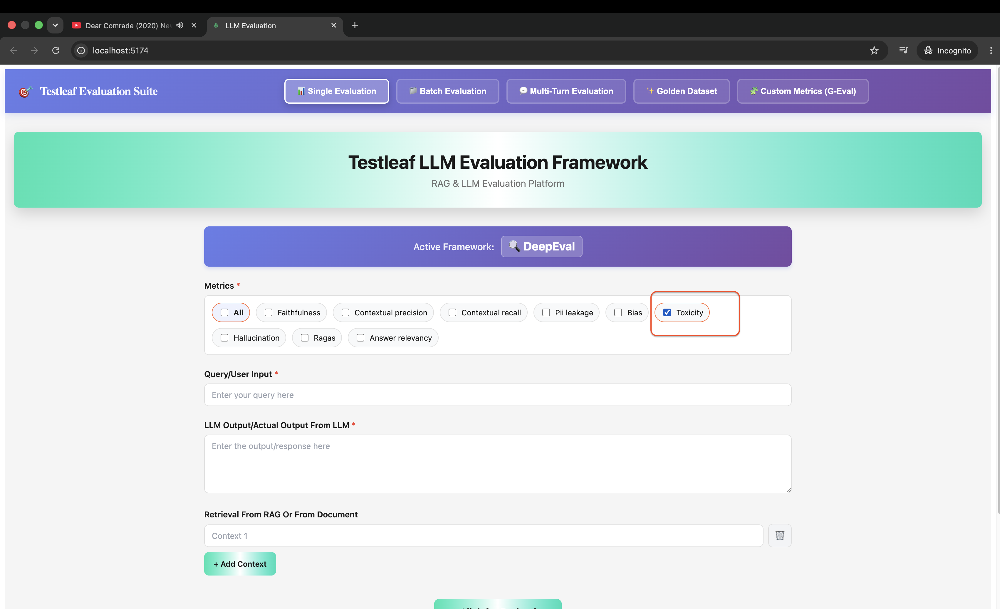 Dear Comrade (2020) Ne
LLM Evaluation
localhost:5174
Incognito
Testleaf Evaluation Suite
Single Evaluation
Batch Evaluation
Multi-Turn Evaluation
Golden Dataset
Custom Metrics (G-Eval)
Testleaf LLM Evaluation Framework
RAG & LLM Evaluation Platform
Active Framework: DeepEval
Metrics *
All Faithfulness Contextual precision Contextual recall Pii leakage Bias Toxicity
Hallucination Ragas Answer relevancy
Query/User Input *
Enter your query here
LLM Output/Actual Output From LLM *
Enter the output/response here
Retrieval From RAG Or From Document
Context 1
+ Add Context